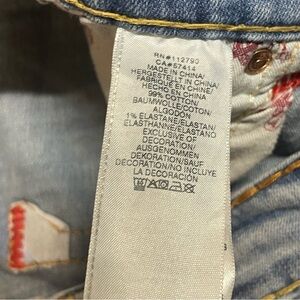 RN#112790
CA#57414
MADE IN CHINA/
HERGESTELLT IN CHINA/
FABRIQUÉ EN CHINE/
HECHO EN CHINA
99% COTTON/
BAUMWOLLE/COTON/
ALGODON
1% ELASTANE/ELASTAN/
ELASTHANNE/ELASTANO
EXCLUSIVE OF
DECORATION/
AUSGENOMMEN
DEKORATION/SAUF
DECORATION/NO INCLUYE
LA DECORACIÓN